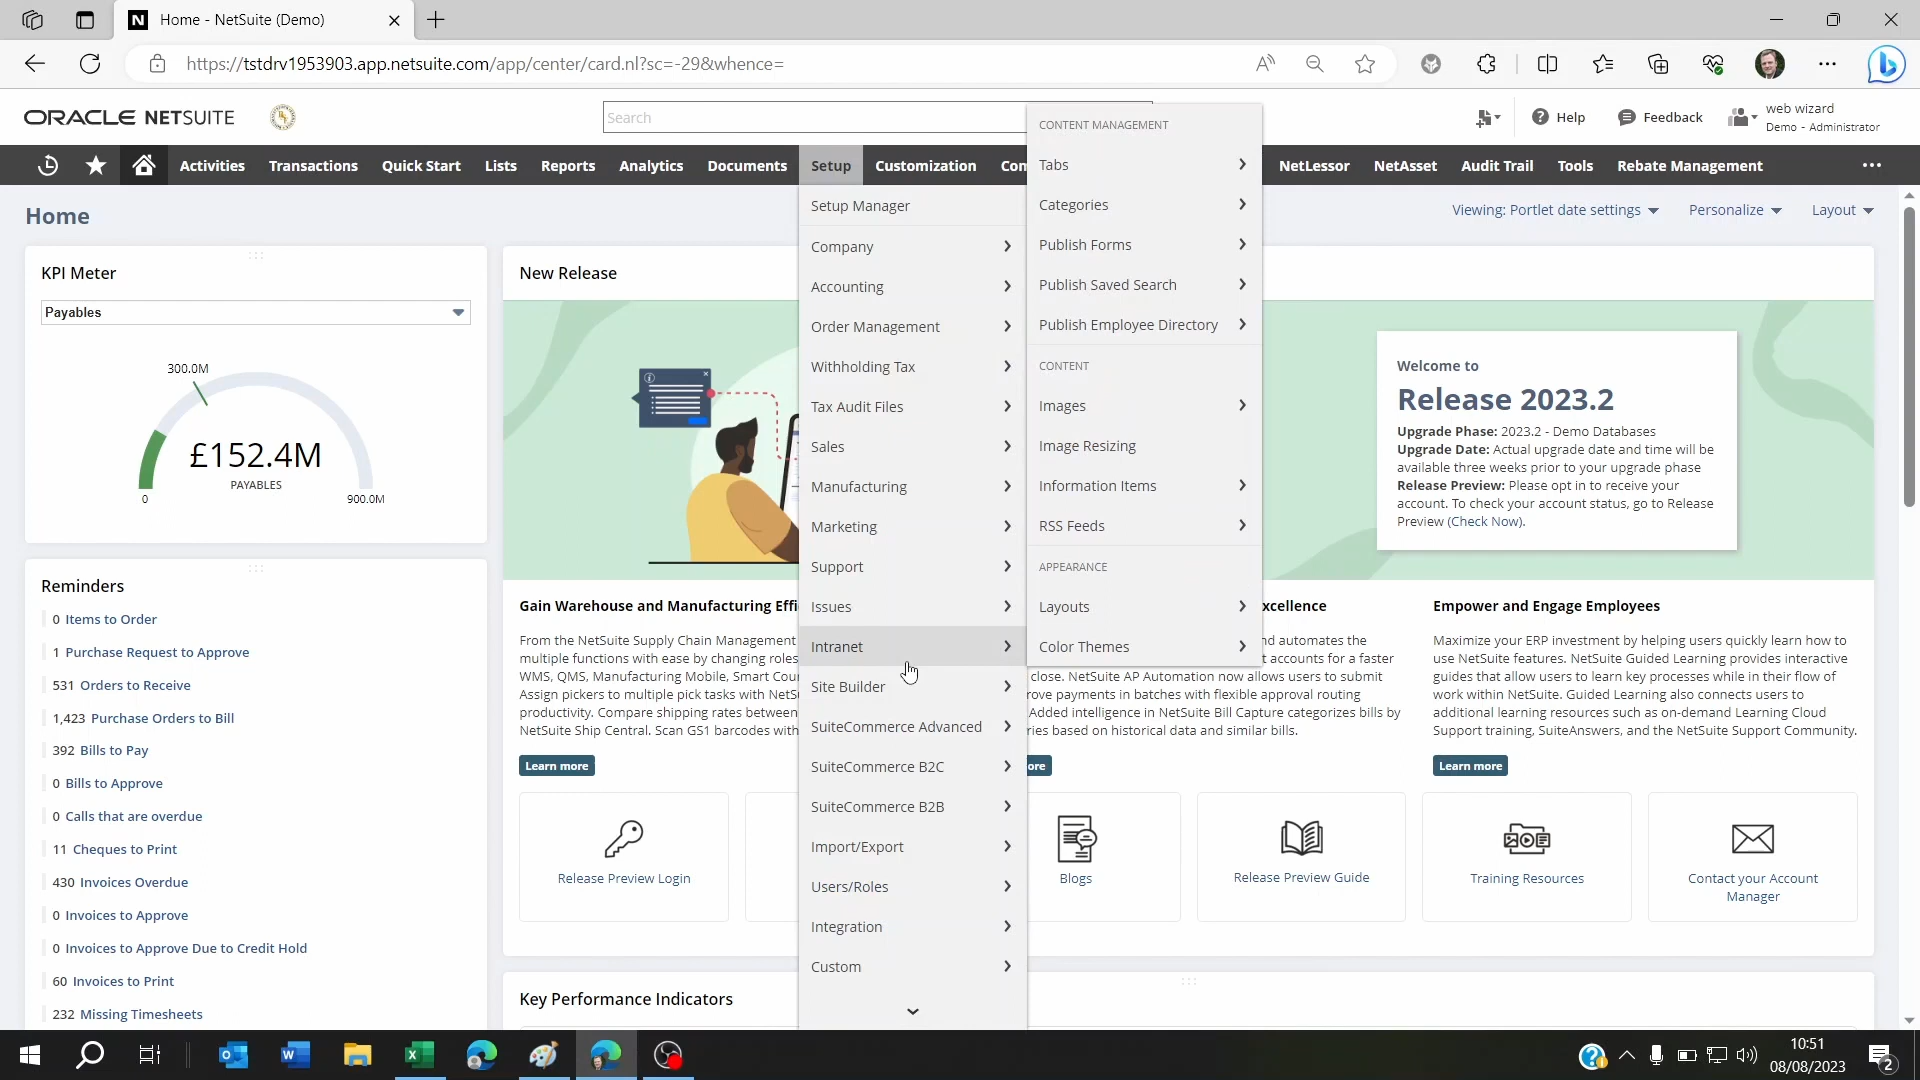 Home - NetSuite (Demo)
https://tstdrv1953903.app.netsuite.com/app/center/card.nl?sc=-29&whence=
ORACLE NETSUITE
Search
Help
Feedback
web wizard
Demo - Administrator
Activities
Transactions
Quick Start
Lists
Reports
Analytics
Documents
Setup
Customization
NetLessor
NetAsset
Audit Trail
Tools
Rebate Management
Home
Viewing: Portlet date settings
Personalize
Layout
KPI Meter
Payables
300.0M
£152.4M
PAYABLES
0
900.0M
Reminders
0 Items to Order
1 Purchase Request to Approve
531 Orders to Receive
1,423 Purchase Orders to Bill
392 Bills to Pay
0 Bills to Approve
0 Calls that are overdue
11 Cheques to Print
430 Invoices Overdue
0 Invoices to Approve
0 Invoices to Approve Due to Credit Hold
60 Invoices to Print
232 Missing Timesheets
New Release
Welcome to
Release 2023.2
Upgrade Phase: 2023.2 - Demo Databases
Upgrade Date: Actual upgrade date and time will be
available three weeks prior to your upgrade phase
Release Preview: Please opt in to receive your
account. To check your account status, go to Release
Preview (Check Now).
Gain Warehouse and Manufacturing Effi
From the NetSuite Supply Chain Management
multiple functions with ease by changing roles
WMS, QMS, Manufacturing Mobile, Smart Cou
Assign pickers to multiple pick tasks with NetS
productivity. Compare shipping rates between
NetSuite Ship Central. Scan GS1 barcodes with
Learn more
xcellence
nd automates the
t accounts for a faster
close. NetSuite AP Automation now allows users to submit
rove payments in batches with flexible approval routing
Added intelligence in NetSuite Bill Capture categorizes bills by
ries based on historical data and similar bills.
ore
Empower and Engage Employees
Maximize your ERP investment by helping users quickly learn how to
use NetSuite features. NetSuite Guided Learning provides interactive
guides that allow users to learn key processes while in their flow of
work within NetSuite. Guided Learning also connects users to
additional learning resources such as on-demand Learning Cloud
Support training, SuiteAnswers, and the NetSuite Support Community.
Learn more
Release Preview Login
Blogs
Release Preview Guide
Training Resources
Contact your Account
Manager
Key Performance Indicators
Setup Manager
Company
Accounting
Order Management
Withholding Tax
Tax Audit Files
Sales
Manufacturing
Marketing
Support
Issues
Intranet
Site Builder
SuiteCommerce Advanced
SuiteCommerce B2C
SuiteCommerce B2B
Import/Export
Users/Roles
Integration
Custom
CONTENT MANAGEMENT
Tabs
Categories
Publish Forms
Publish Saved Search
Publish Employee Directory
CONTENT
Images
Image Resizing
Information Items
RSS Feeds
APPEARANCE
Layouts
Color Themes
10:51
08/08/2023
2